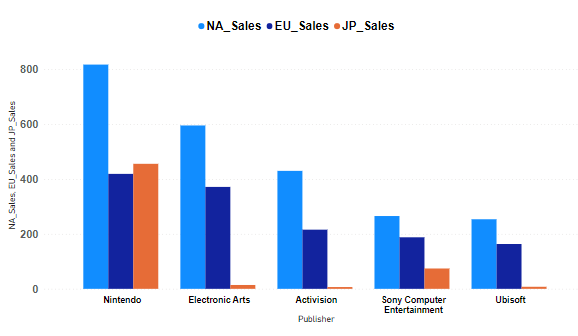 NA_Sales EU_Sales JP_Sales
NA_Sales, EU_Sales and JP_Sales
800
600
400
200
0
Nintendo Electronic Arts Activision Sony Computer Ubisoft
Entertainment
Publisher